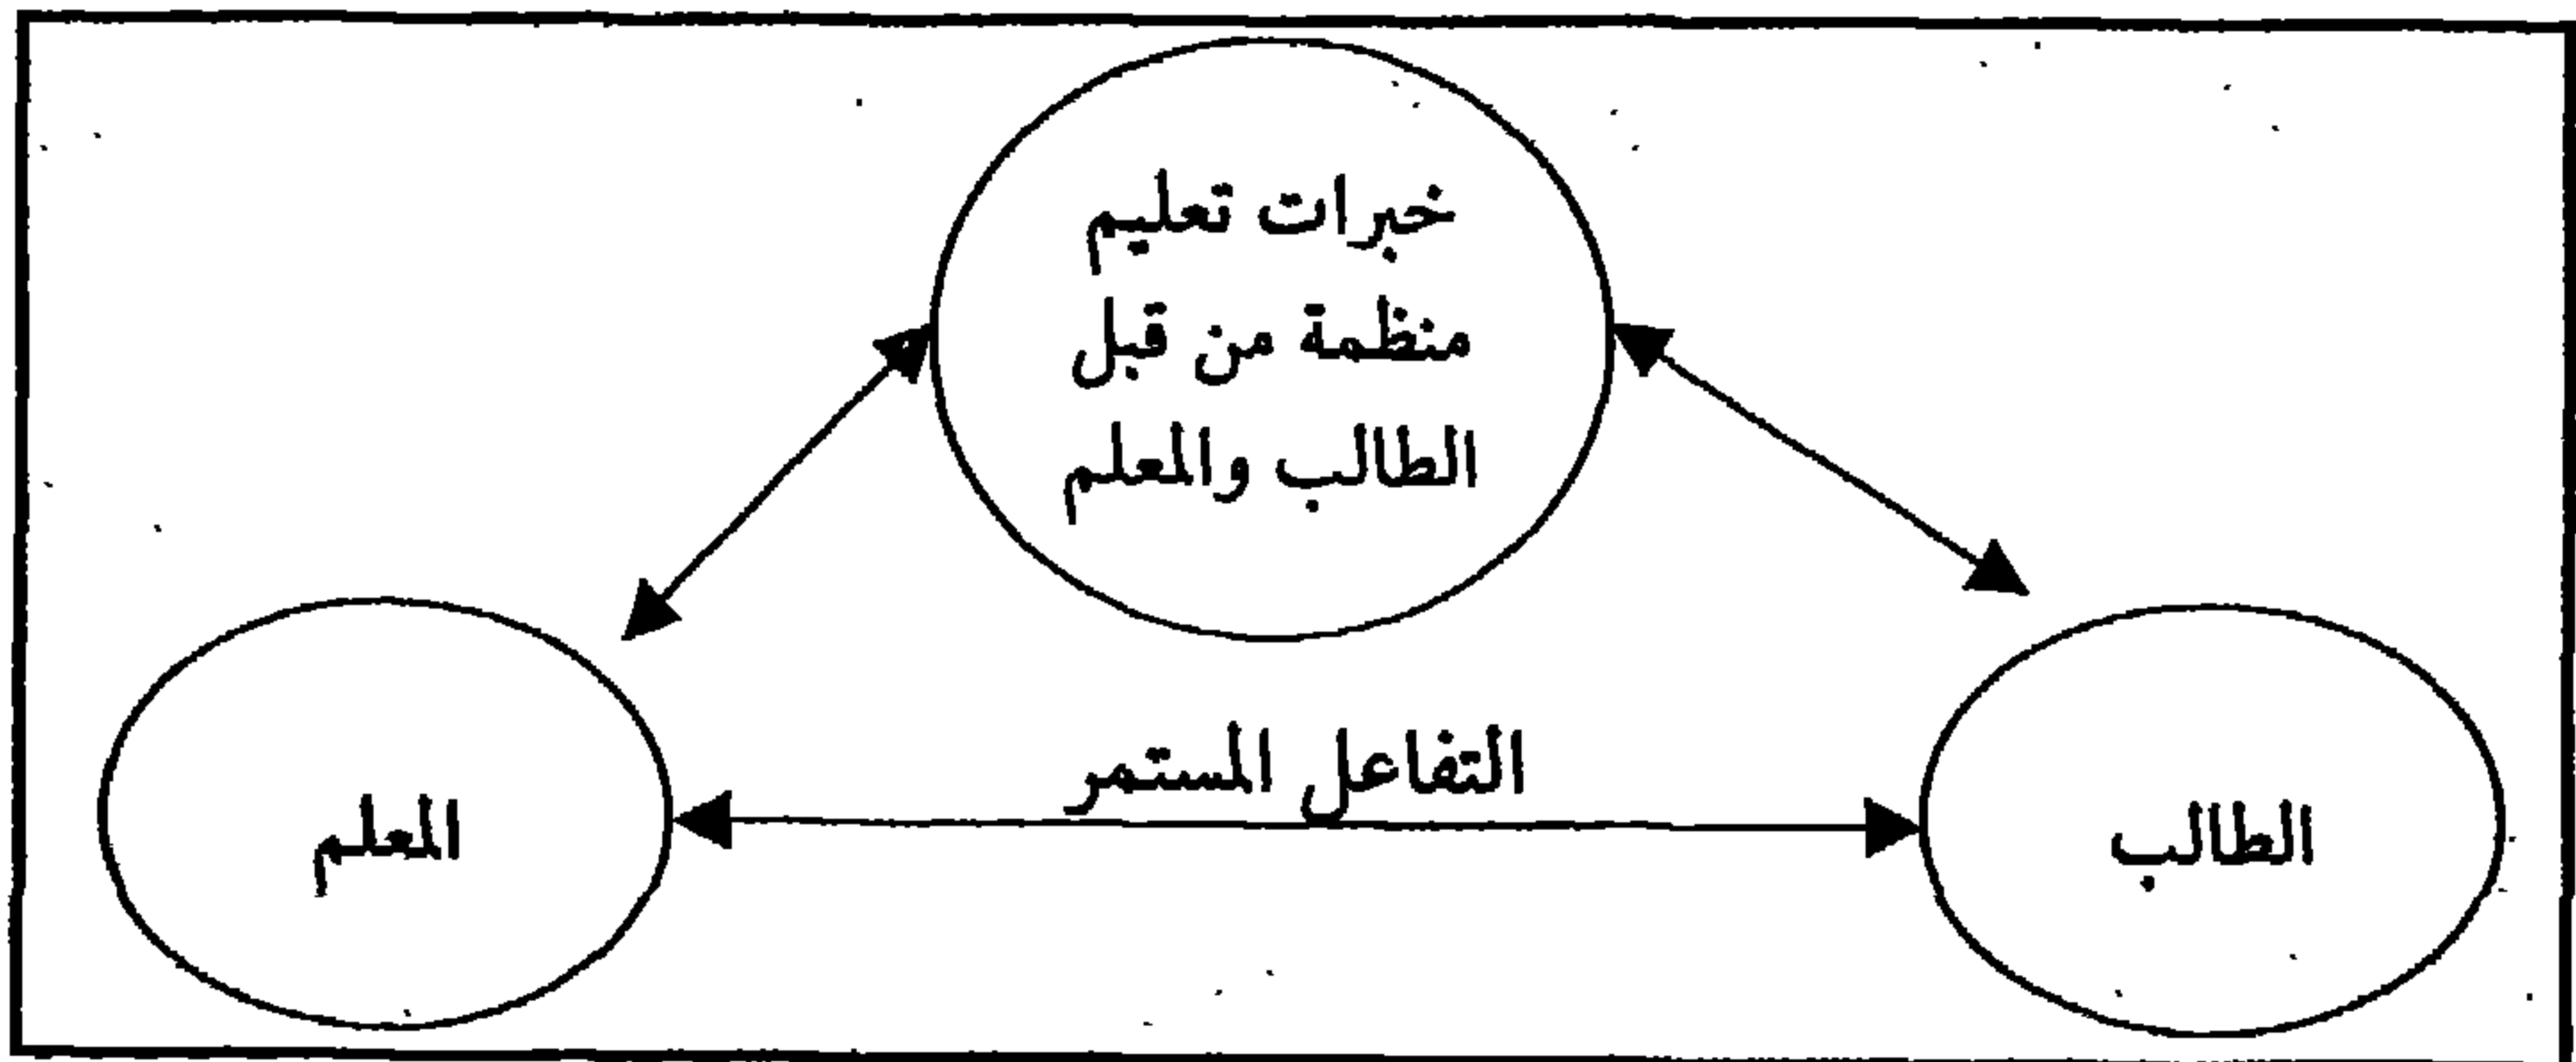 خبرات تعليم
منظمة من قبل
الطالب والمعلم
التفاعل المستمر
الطالب
المعلم